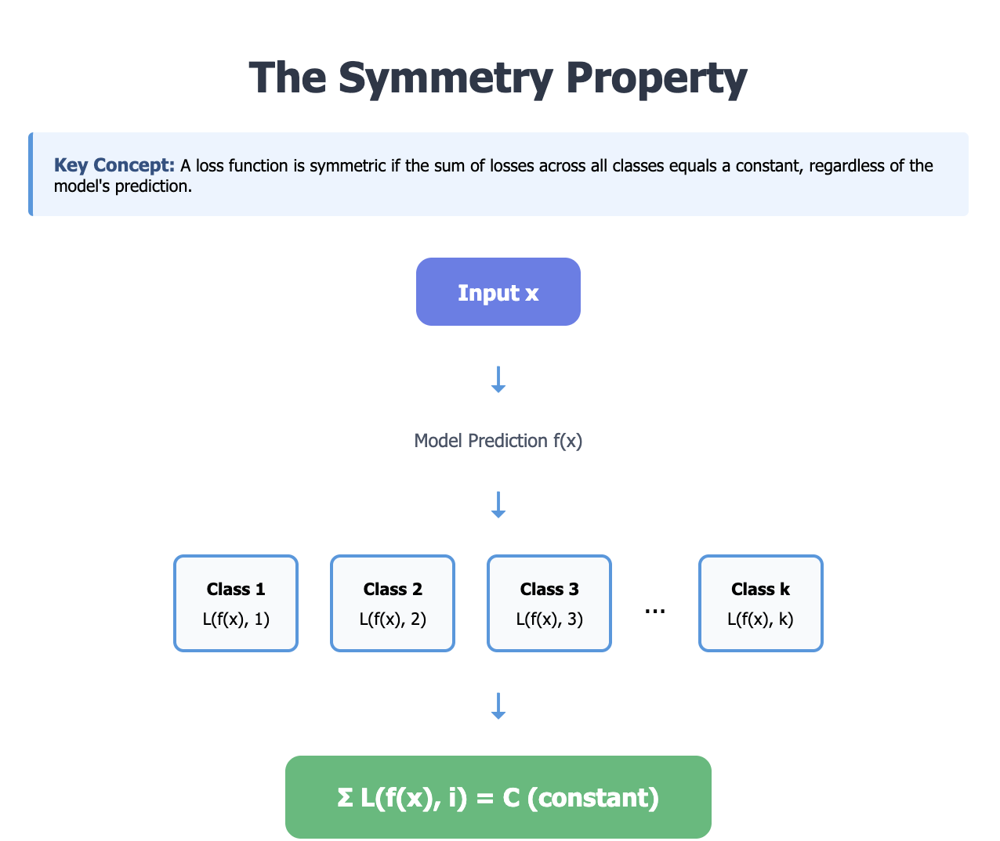 The Symmetry Property
Key Concept: A loss function is symmetric if the sum of losses across all classes equals a constant, regardless of the
model's prediction.
Input x
↓
Model Prediction f(x)
↓
Class 1
L(f(x), 1)
Class 2
L(f(x), 2)
Class 3
L(f(x), 3)
...
Class k
L(f(x), k)
↓
Σ L(f(x), i) = C (constant)